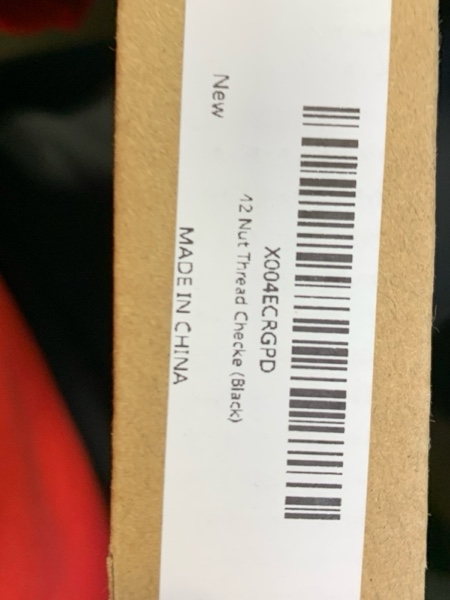 X004ECRGPD
12 Nut Thread Checke (Black)
New
MADE IN CHINA